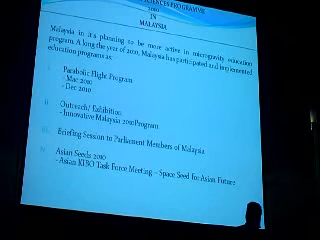 SCIENCES PROGRAMME
2010
IN
MALAYSIA
Malaysia in it's planning to be more active in microgravity education
program. A long the year of 2010, Malaysia has participated and implemented
education programs as:
i. Parabolic Flight Program
- Mac 2010
- Dec 2010
ii. Outreach/ Exhibition
- Innovative Malaysia 2010 Program
iii. Briefing Session to Parliament Members of Malaysia
iv. Asian Seeds 2010
- Asian KIBO Task Force Meeting - Space Seed for Asian Future